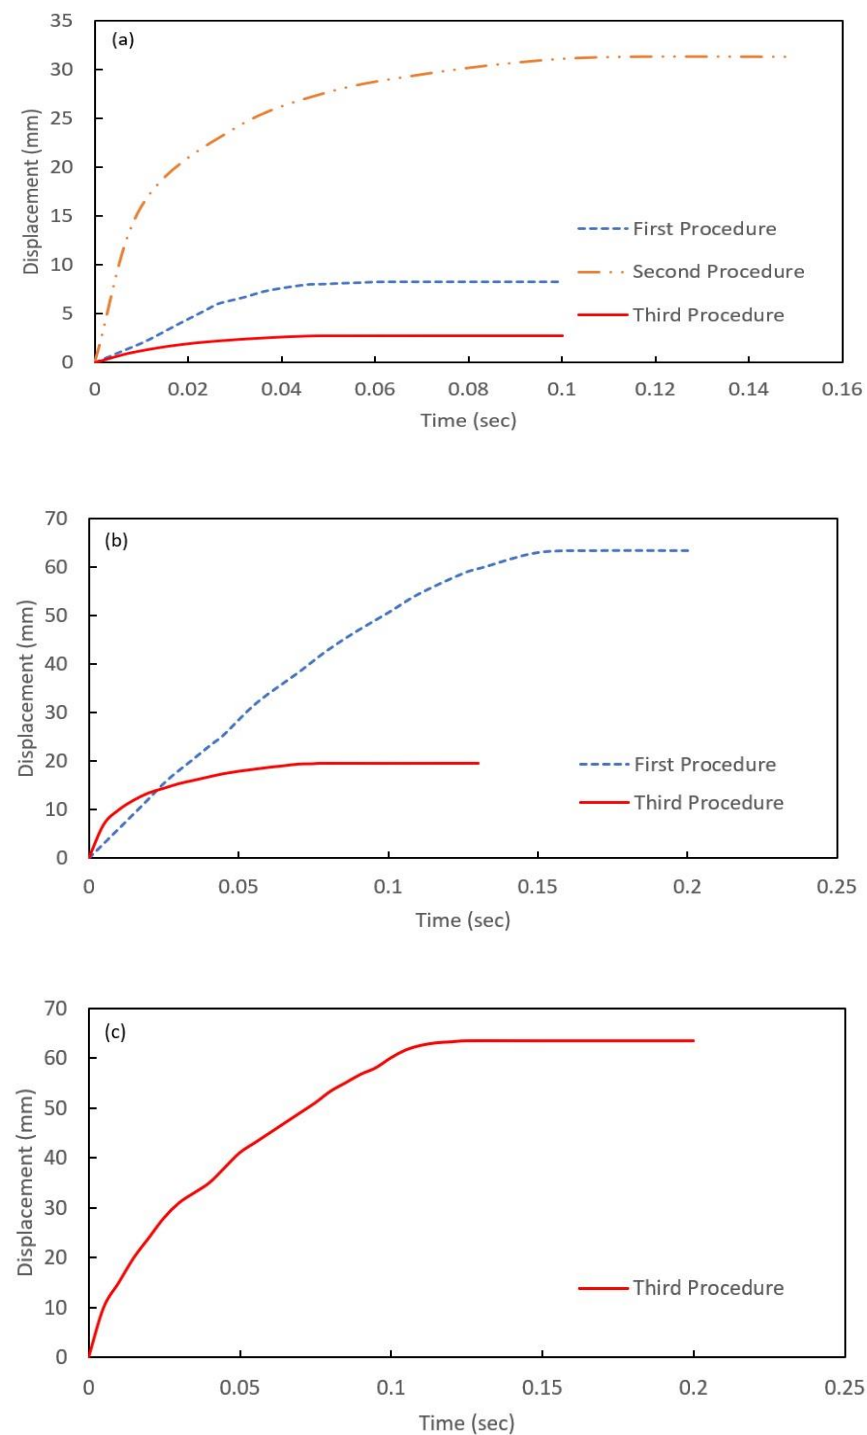 (a)
35
30
25
20
15
10
5
0
Displacement (mm)
First Procedure
Second Procedure
Third Procedure
0 0.02 0.04 0.06 0.08 0.1 0.12 0.14 0.16
Time (sec)
(b)
70
60
50
40
30
20
10
0
Displacement (mm)
First Procedure
Third Procedure
0 0.05 0.1 0.15 0.2 0.25
Time (sec)
(c)
70
60
50
40
30
20
10
0
Displacement (mm)
Third Procedure
0 0.05 0.1 0.15 0.2 0.25
Time (sec)